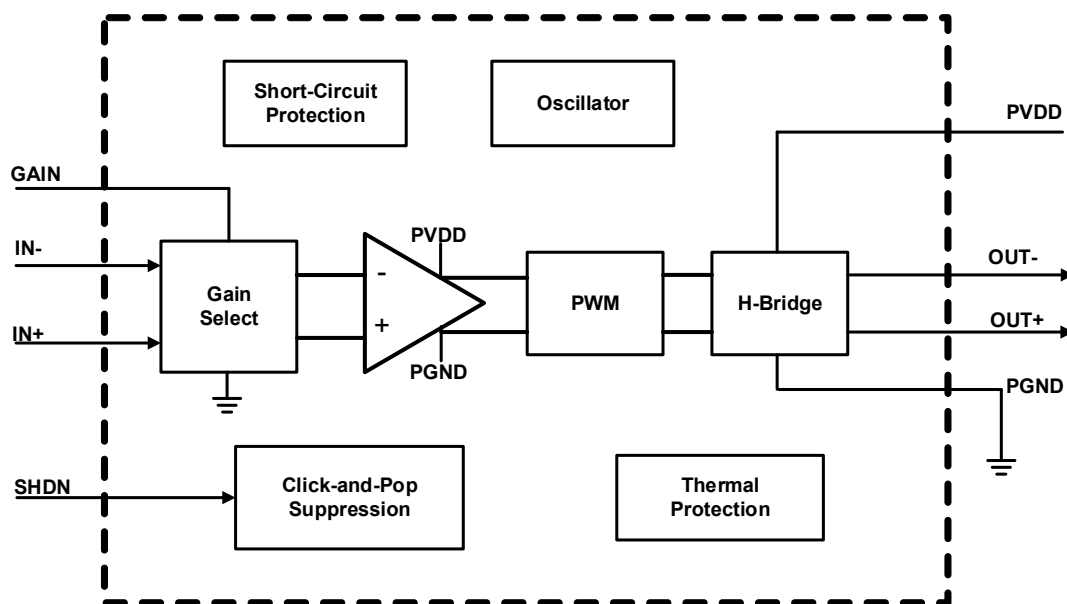 Short-Circuit
Protection
Oscillator
PVDD
GAIN
IN-
IN+
Gain
Select
-
+
PVDD
PGND
PWM
H-Bridge
OUT-
OUT+
PGND
SHDN
Click-and-Pop
Suppression
Thermal
Protection